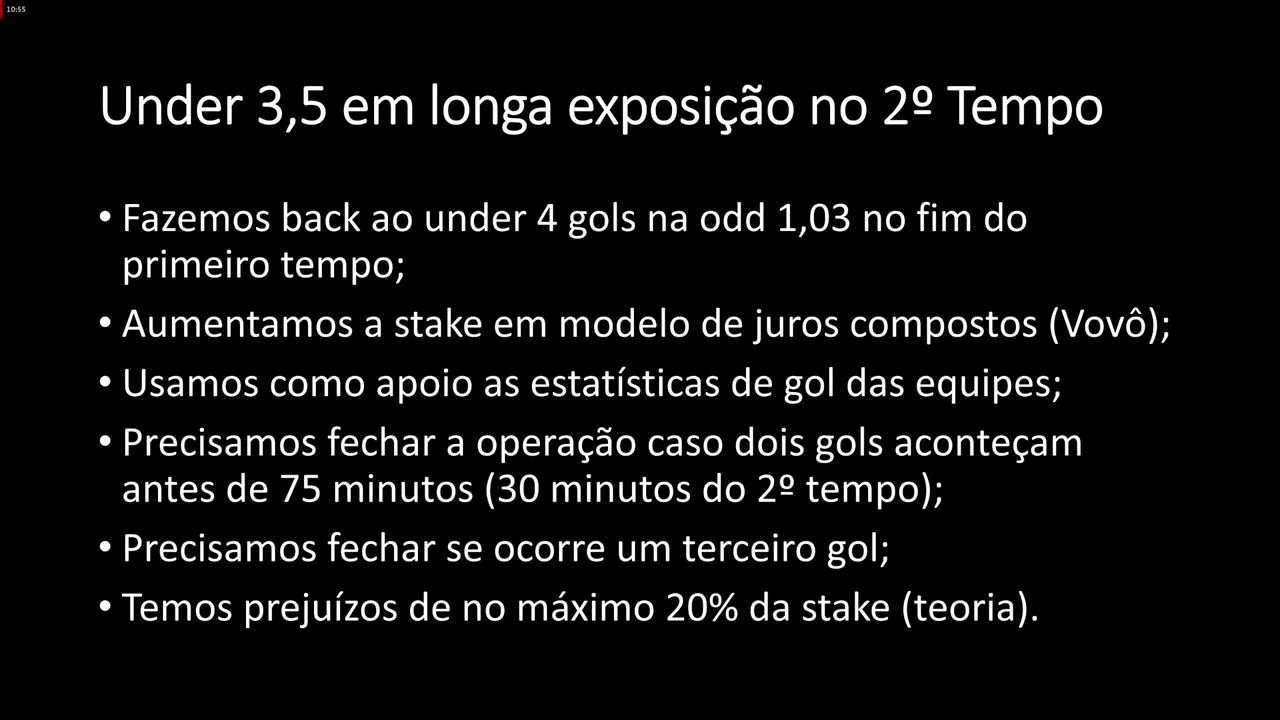 10:55
Under 3,5 em longa exposição no 2º Tempo
• Fazemos back ao under 4 gols na odd 1,03 no fim do
primeiro tempo;
• Aumentamos a stake em modelo de juros compostos (Vovô);
• Usamos como apoio as estatísticas de gol das equipes;
• Precisamos fechar a operação caso dois gols aconteçam
antes de 75 minutos (30 minutos do 2º tempo);
• Precisamos fechar se ocorre um terceiro gol;
• Temos prejuízos de no máximo 20% da stake (teoria).